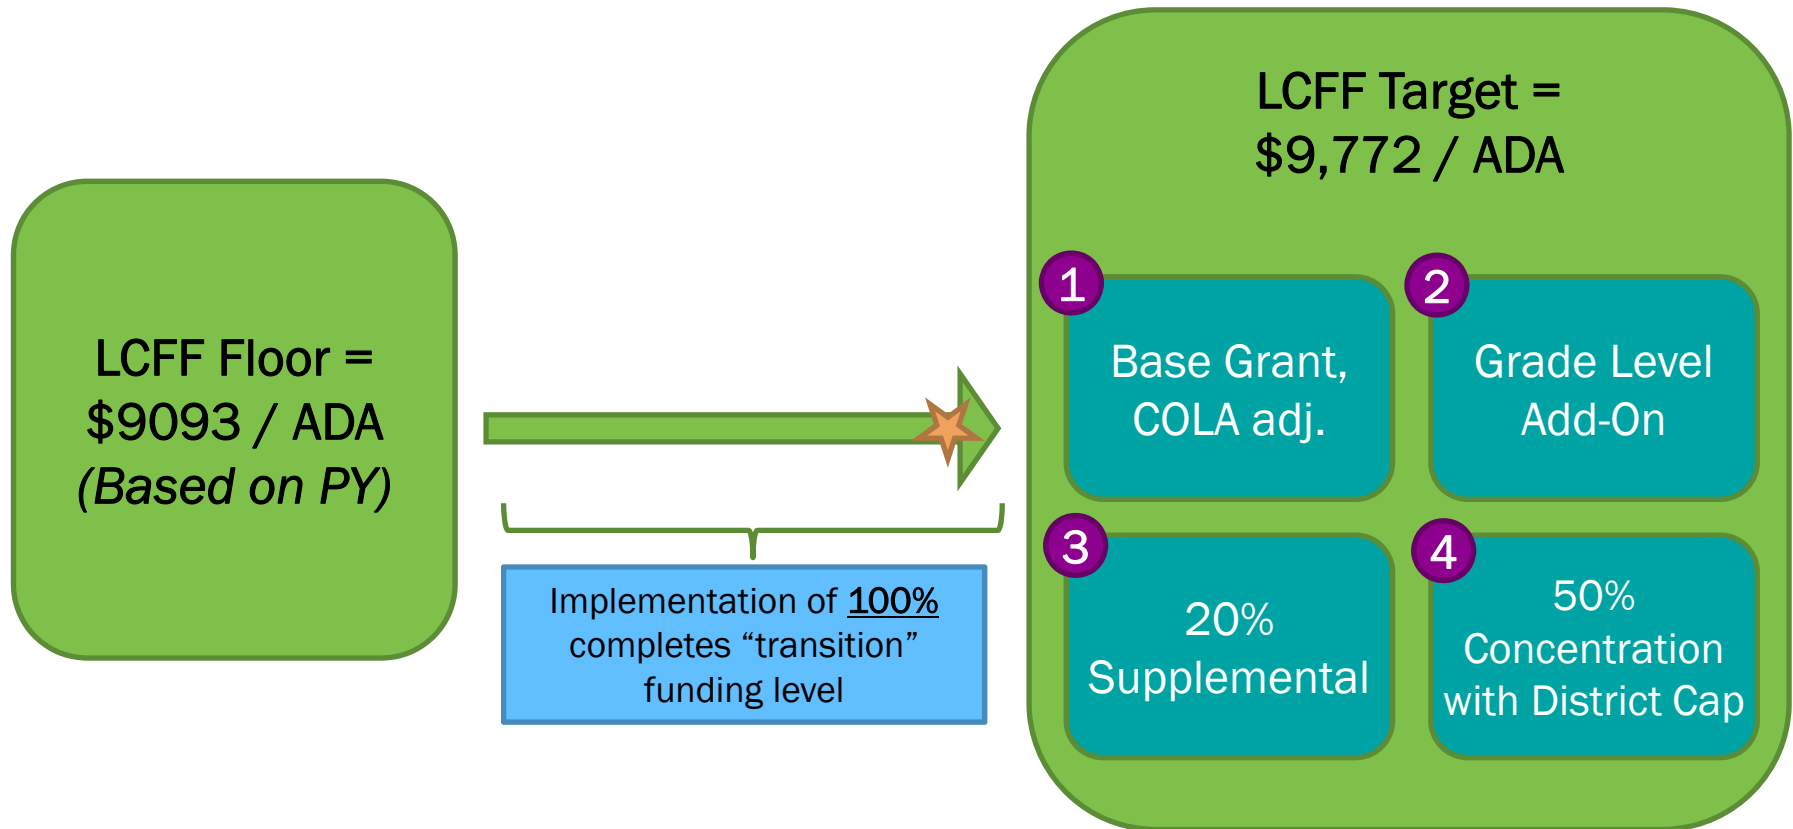 LCFF Floor =
$9093 / ADA
(Based on PY)
Implementation of 100%
completes “transition”
funding level
LCFF Target =
$9,772 / ADA
1
Base Grant,
COLA adj.
2
Grade Level
Add-On
3
20%
Supplemental
4
50%
Concentration
with District Cap